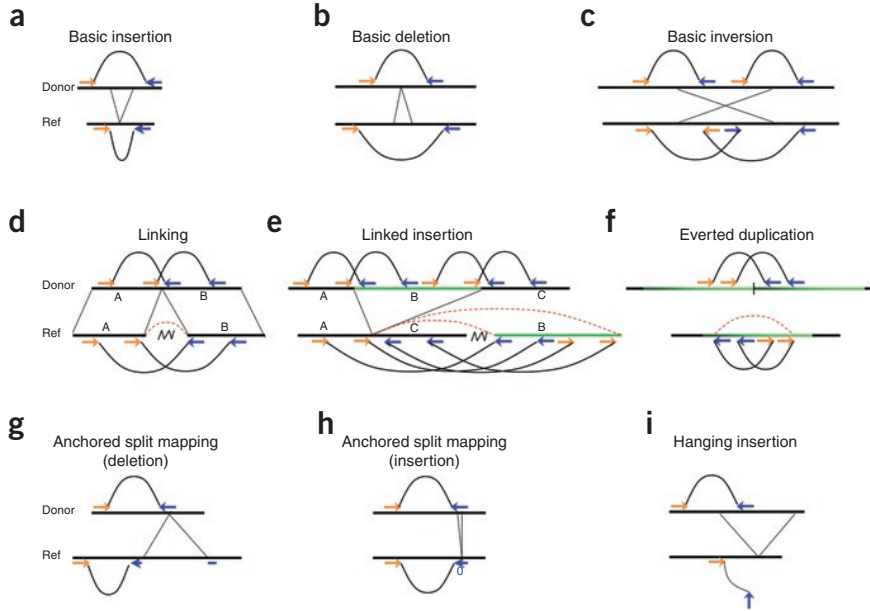 a
Basic insertion
b
Basic deletion
c
Basic inversion
Donor
Ref
d
Linking
e
Linked insertion
f
Everted duplication
Donor
A
B
A
B
C
Ref
A
B
A
C
B
g
Anchored split mapping
(deletion)
h
Anchored split mapping
(insertion)
i
Hanging insertion
Donor
Ref
0